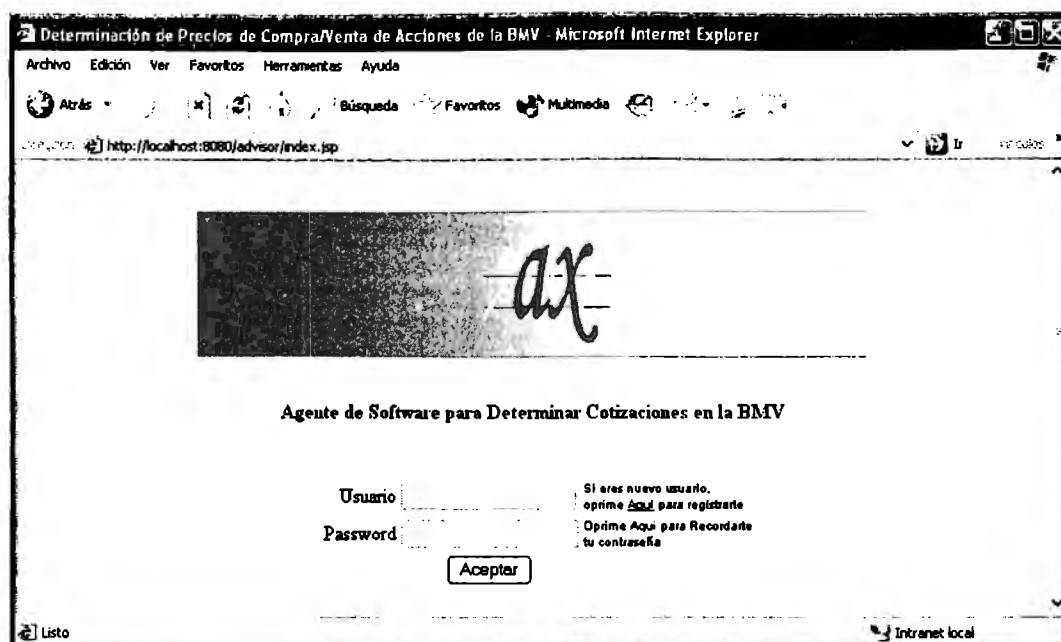 Determinación de Precios de Compra/Venta de Acciones de la BMV - Microsoft Internet Explorer
Archivo Edición Ver Favoritos Herramientas Ayuda
Atrás Búsqueda Favoritos Multimedia
http://localhost:8080/advisor/index.jsp Ir
ax
Agente de Software para Determinar Cotizaciones en la BMV
Usuario
Si eres nuevo usuario,
oprime Aquí para registrarte
Password
Oprime Aqui para Recordarte
tu contraseña
Aceptar
Listo Intranet local